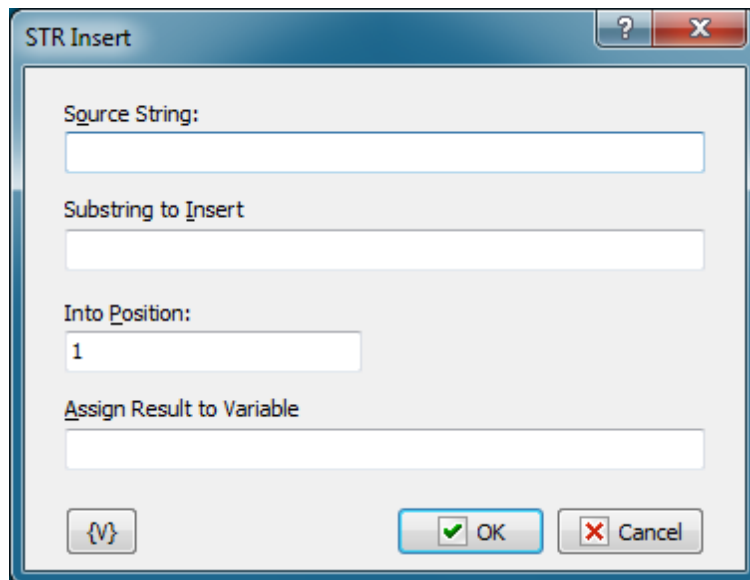 STR Insert
?
Source String:
Substring to Insert
Into Position:
1
Assign Result to Variable
{V} OK Cancel